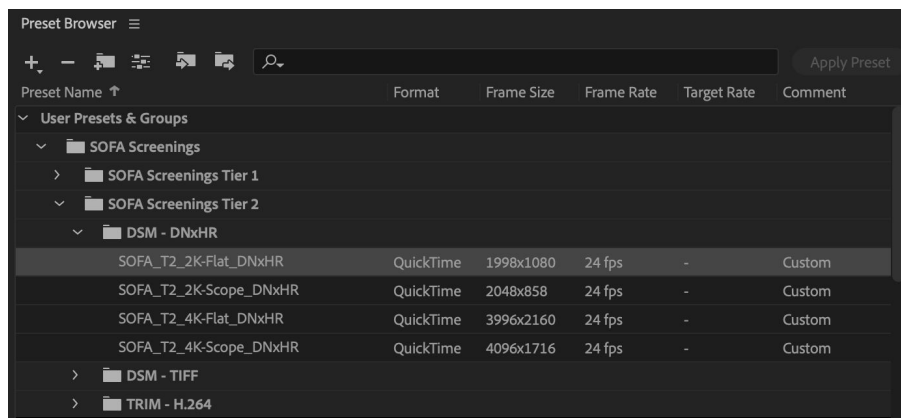 Preset Browser
Apply Preset
Preset Name Format Frame Size Frame Rate Target Rate Comment
User Presets & Groups
SOFA Screenings
SOFA Screenings Tier 1
SOFA Screenings Tier 2
DSM - DNxHR
SOFA_T2_2K-Flat_DNxHR QuickTime 1998x1080 24 fps - Custom
SOFA_T2_2K-Scope_DNxHR QuickTime 2048x858 24 fps - Custom
SOFA_T2_4K-Flat_DNxHR QuickTime 3996x2160 24 fps - Custom
SOFA_T2_4K-Scope_DNxHR QuickTime 4096x1716 24 fps - Custom
DSM - TIFF
TRIM - H.264